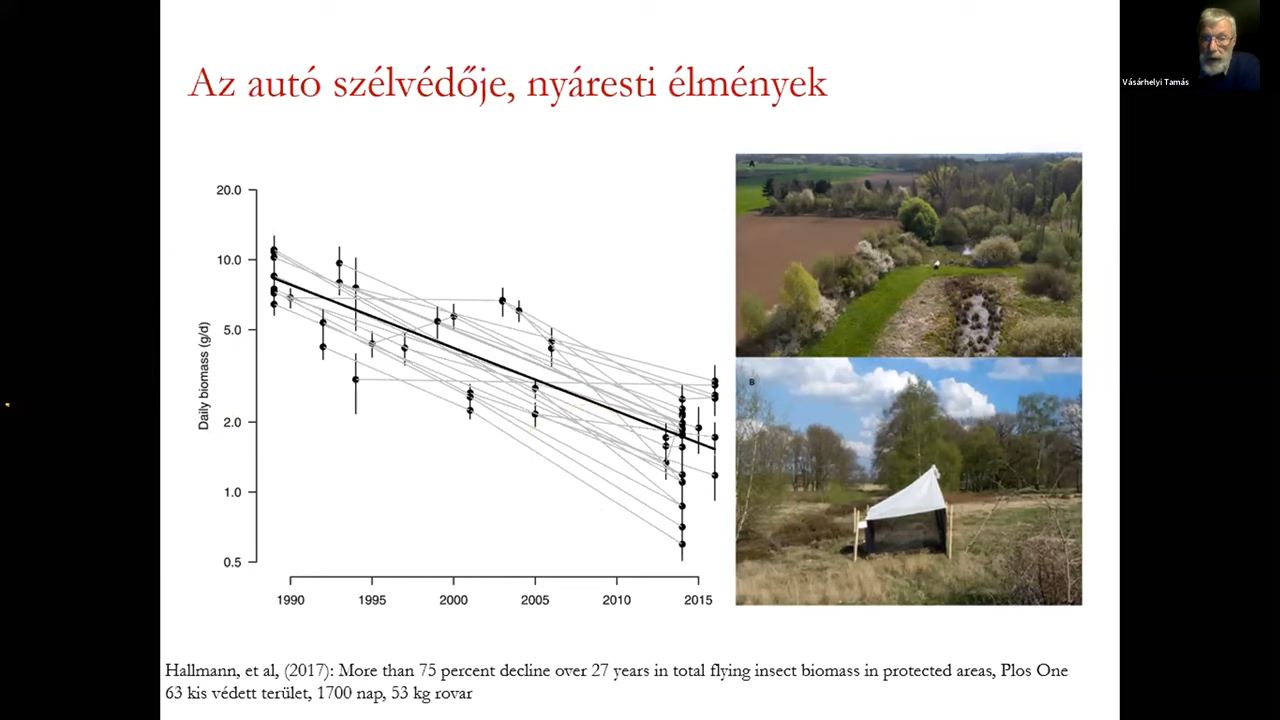 Az autó szélvédője, nyáresti élmények
Vásárhelyi Tamás
20.0
10.0
5.0
2.0
1.0
0.5
Daily biomass (g/d)
1990 1995 2000 2005 2010 2015
A
B
Hallmann, et al, (2017): More than 75 percent decline over 27 years in total flying insect biomass in protected areas, Plos One
63 kis védett terület, 1700 nap, 53 kg rovar